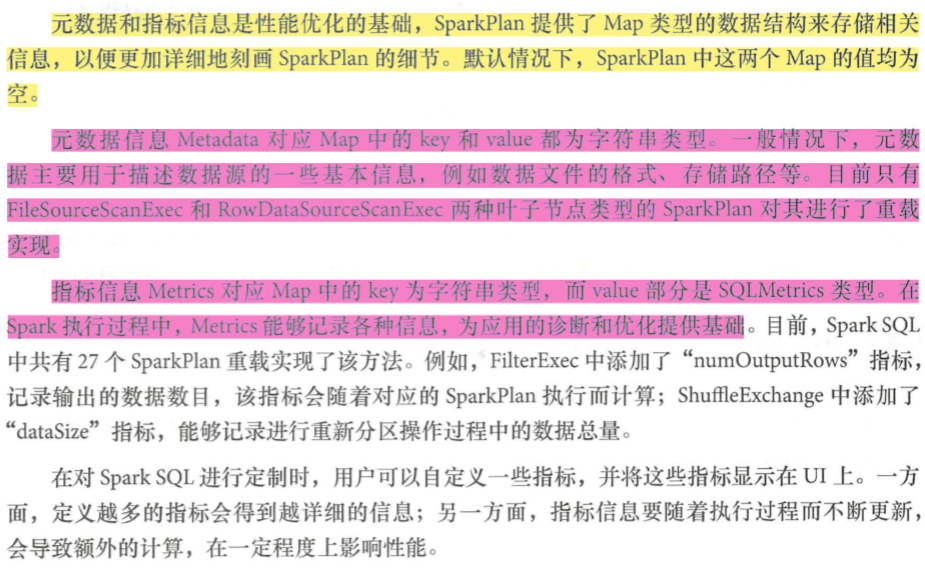 元数据和指标信息是性能优化的基础，SparkPlan 提供了 Map 类型的数据结构来存储相关
信息，以便更加详细地刻画 SparkPlan 的细节。默认情况下，SparkPlan 中这两个 Map 的值均为
空。
元数据信息 Metadata 对应 Map 中的 key 和 value 都为字符串类型。一般情况下，元数
据主要用于描述数据源的一些基本信息，例如数据文件的格式、存储路径等。目前只有
FileSourceScanExec 和 RowDataSourceScanExec 两种叶子节点类型的 SparkPlan 对其进行了重载
实现。
指标信息 Metrics 对应 Map 中的 key 为字符串类型，而 value 部分是 SQLMetrics 类型。在
Spark 执行过程中，Metrics 能够记录各种信息，为应用的诊断和优化提供基础。目前，Spark SQL
中共有 27 个 SparkPlan 重载实现了该方法。例如，FilterExec 中添加了“numOutputRows”指标，
记录输出的数据数目，该指标会随着对应的 SparkPlan 执行而计算；ShuffleExchange 中添加了
“dataSize”指标，能够记录进行重新分区操作过程中的数据总量。
在对 Spark SQL 进行定制时，用户可以自定义一些指标，并将这些指标显示在 UI 上。一方
面，定义越多的指标会得到越详细的信息；另一方面，指标信息要随着执行过程而不断更新，
会导致额外的计算，在一定程度上影响性能。